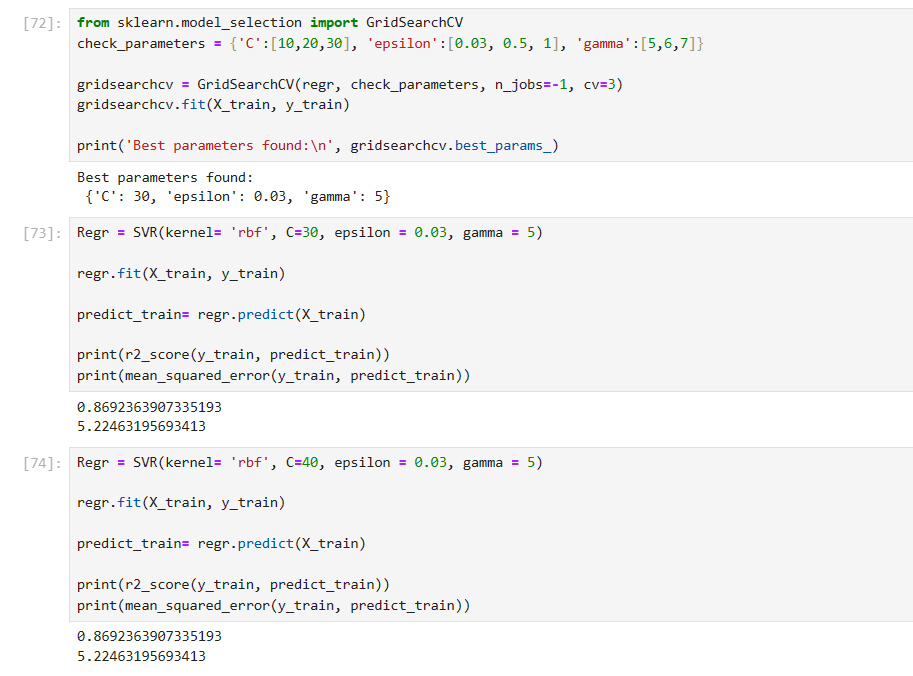 [72]: from sklearn.model_selection import GridSearchCV
check_parameters = {'C':[10,20,30], 'epsilon':[0.03, 0.5, 1], 'gamma':[5,6,7]}
gridsearchcv = GridSearchCV(regr, check_parameters, n_jobs=-1, cv=3)
gridsearchcv.fit(X_train, y_train)
print('Best parameters found:\n', gridsearchcv.best_params_)
Best parameters found:
{'C': 30, 'epsilon': 0.03, 'gamma': 5}
[73]: Regr = SVR(kernel= 'rbf', C=30, epsilon = 0.03, gamma = 5)
regr.fit(X_train, y_train)
predict_train= regr.predict(X_train)
print(r2_score(y_train, predict_train))
print(mean_squared_error(y_train, predict_train))
0.8692363907335193
5.22463195693413
[74]: Regr = SVR(kernel= 'rbf', C=40, epsilon = 0.03, gamma = 5)
regr.fit(X_train, y_train)
predict_train= regr.predict(X_train)
print(r2_score(y_train, predict_train))
print(mean_squared_error(y_train, predict_train))
0.8692363907335193
5.22463195693413